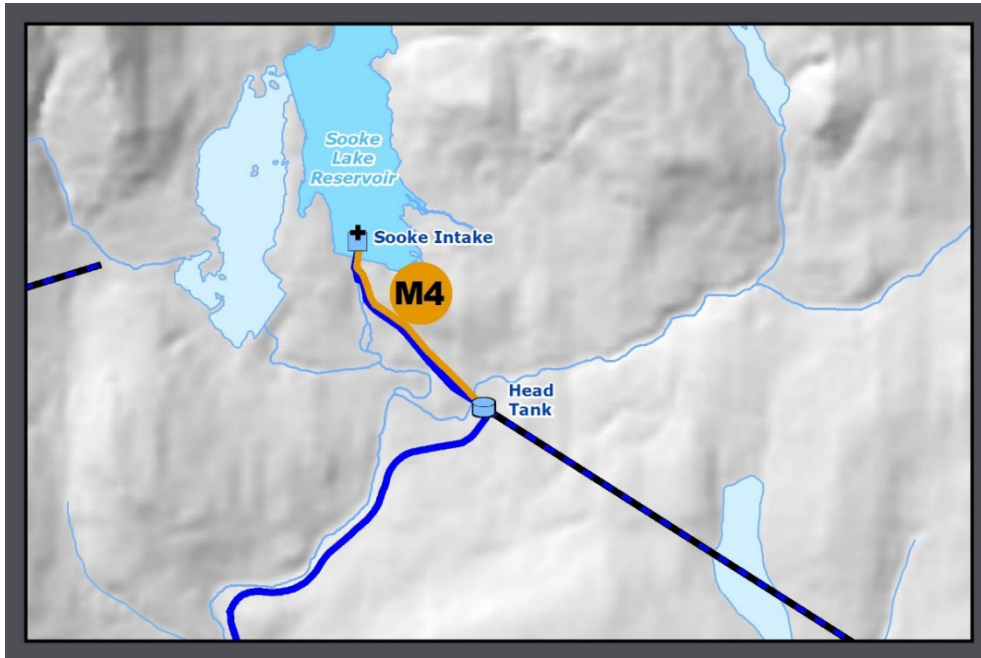 Sooke
Lake
Reservoir
Sooke Intake
M4
Head
Tank